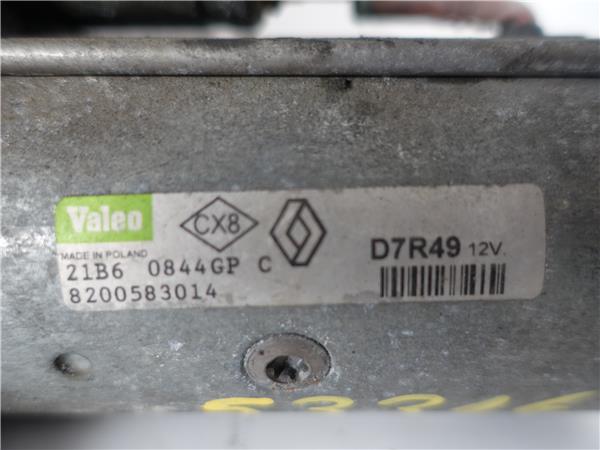 Valeo CX8 D7R49 12V.
MADE IN POLAND
21B6 0844GP C
8200583014